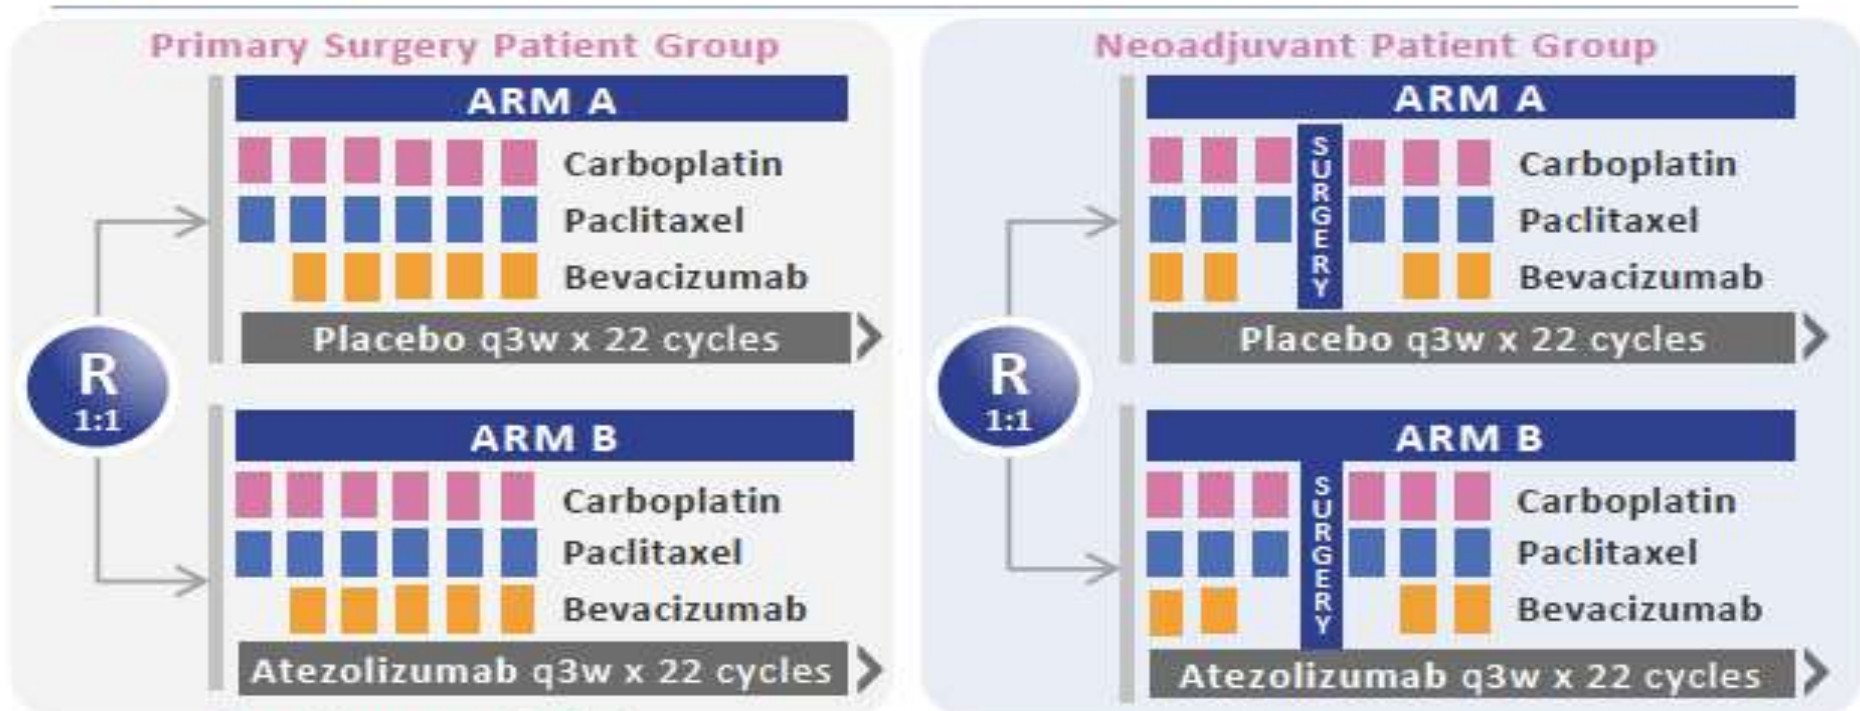 Primary Surgery Patient Group
ARM A
Carboplatin
Paclitaxel
Bevacizumab
Placebo q3w x 22 cycles
R
1:1
ARM B
Carboplatin
Paclitaxel
Bevacizumab
Atezolizumab q3w x 22 cycles
Neoadjuvant Patient Group
ARM A
SURGERY
Carboplatin
Paclitaxel
Bevacizumab
Placebo q3w x 22 cycles
R
1:1
ARM B
SURGERY
Carboplatin
Paclitaxel
Bevacizumab
Atezolizumab q3w x 22 cycles